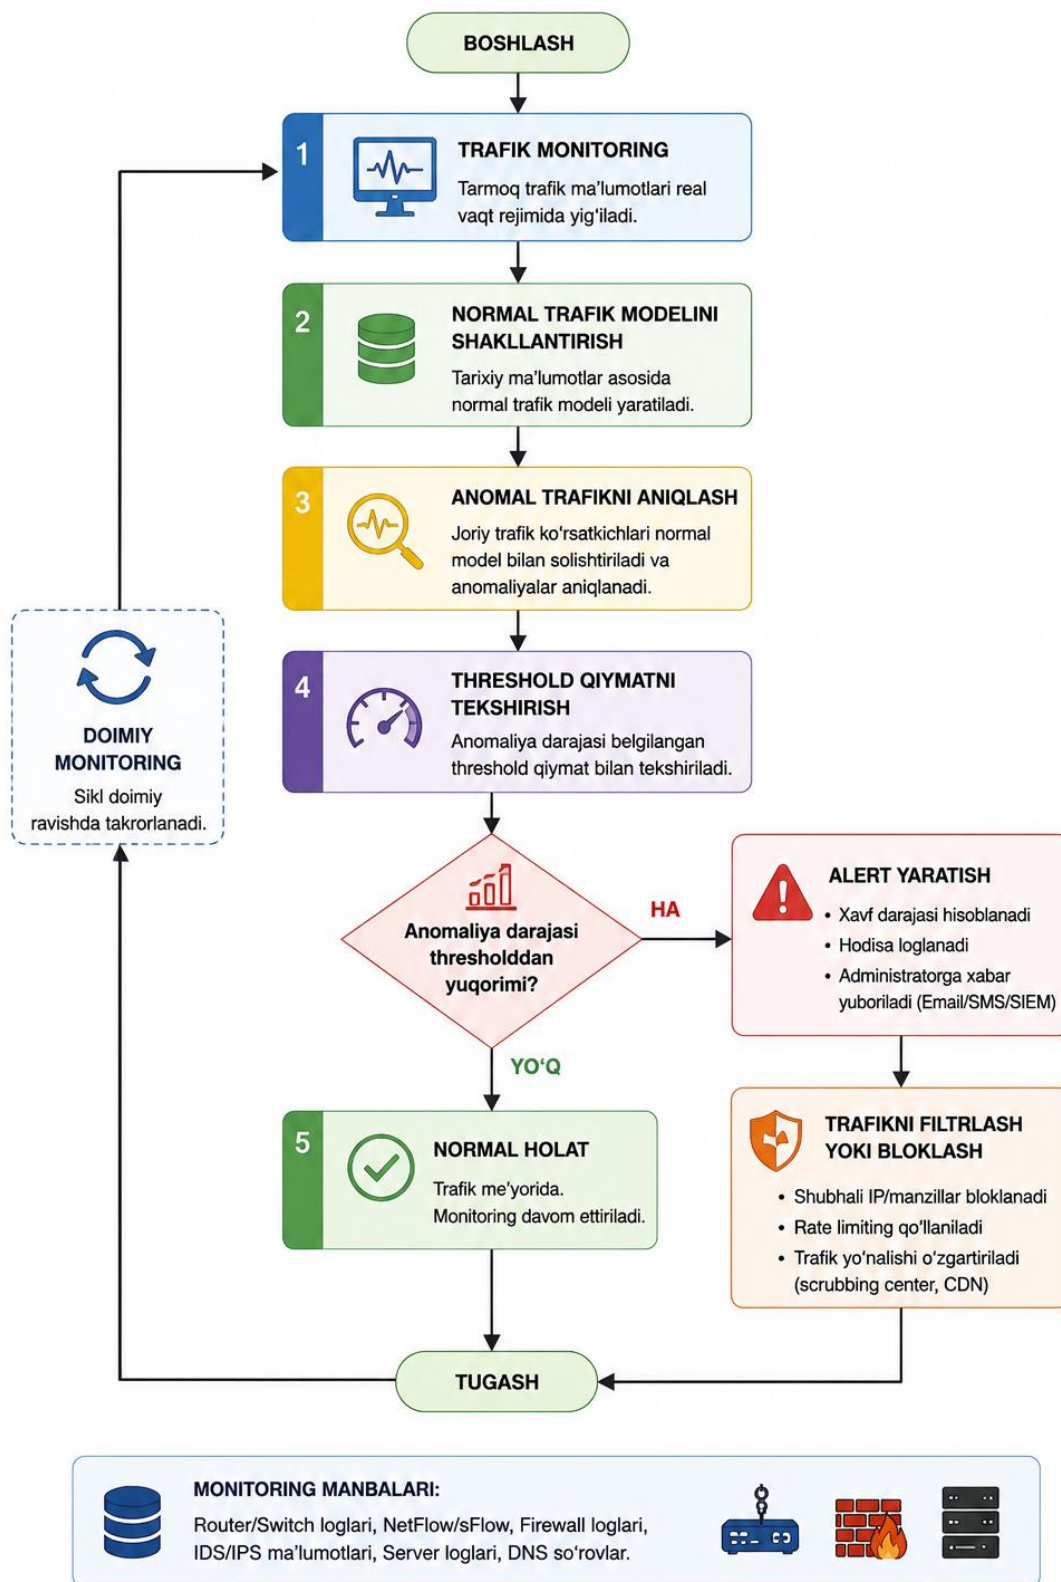 BOSHLASH
1
TRAFIK MONITORING
Tarmoq trafik ma'lumotlari real
vaqt rejimida yig‘iladi.
2
NORMAL TRAFIK MODELINI
SHAKLLANTIRISH
Tarixiy ma'lumotlar asosida
normal trafik modeli yaratiladi.
3
ANOMAL TRAFIKNI ANIQLASH
Joriy trafik ko‘rsatkichlari normal
model bilan solishtiriladi va
anomaliyalar aniqlanadi.
4
THRESHOLD QIYMATNI
TEKSHIRISH
Anomaliya darajasi belgilangan
threshold qiymat bilan tekshiriladi.
DOIMIY
MONITORING
Sikl doimiy
ravishda takrorlanadi.
Anomaliya darajasi
thresholddan
yuqorimi?
HA
ALERT YARATISH
• Xavf darajasi hisoblanadi
• Hodisa loglanadi
• Administratorga xabar
yuboriladi (Email/SMS/SIEM)
YO‘Q
5
NORMAL HOLAT
Trafik me'yorida.
Monitoring davom ettiriladi.
TRAFIKNI FILTRLASH
YOKI BLOKLASH
• Shubhali IP/manzillar bloklanadi
• Rate limiting qo‘llaniladi
• Trafik yo‘nalishi o‘zgartiriladi
(scrubbing center, CDN)
TUGASH
MONITORING MANBALARI:
Router/Switch loglari, NetFlow/sFlow, Firewall loglari,
IDS/IPS ma'lumotlari, Server loglari, DNS so‘rovlar.